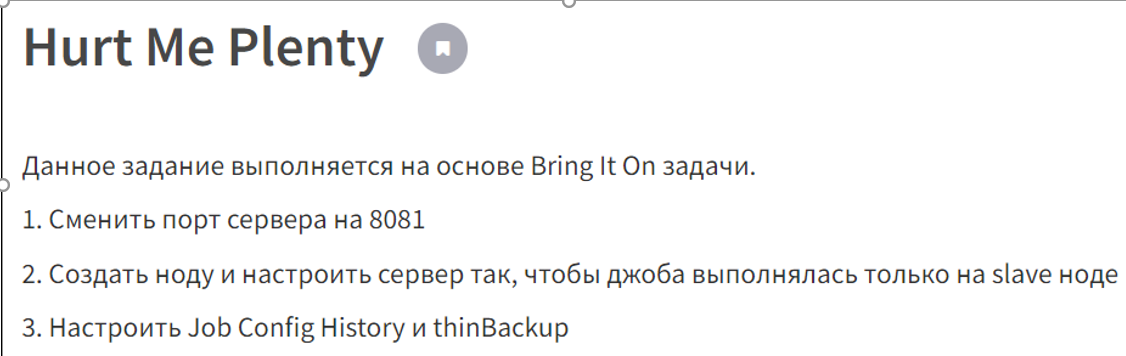 Hurt Me Plenty
Данное задание выполняется на основе Bring It On задачи.
1. Сменить порт сервера на 8081
2. Создать ноду и настроить сервер так, чтобы джоба выполнялась только на slave ноде
3. Настроить Job Config History и thinBackup